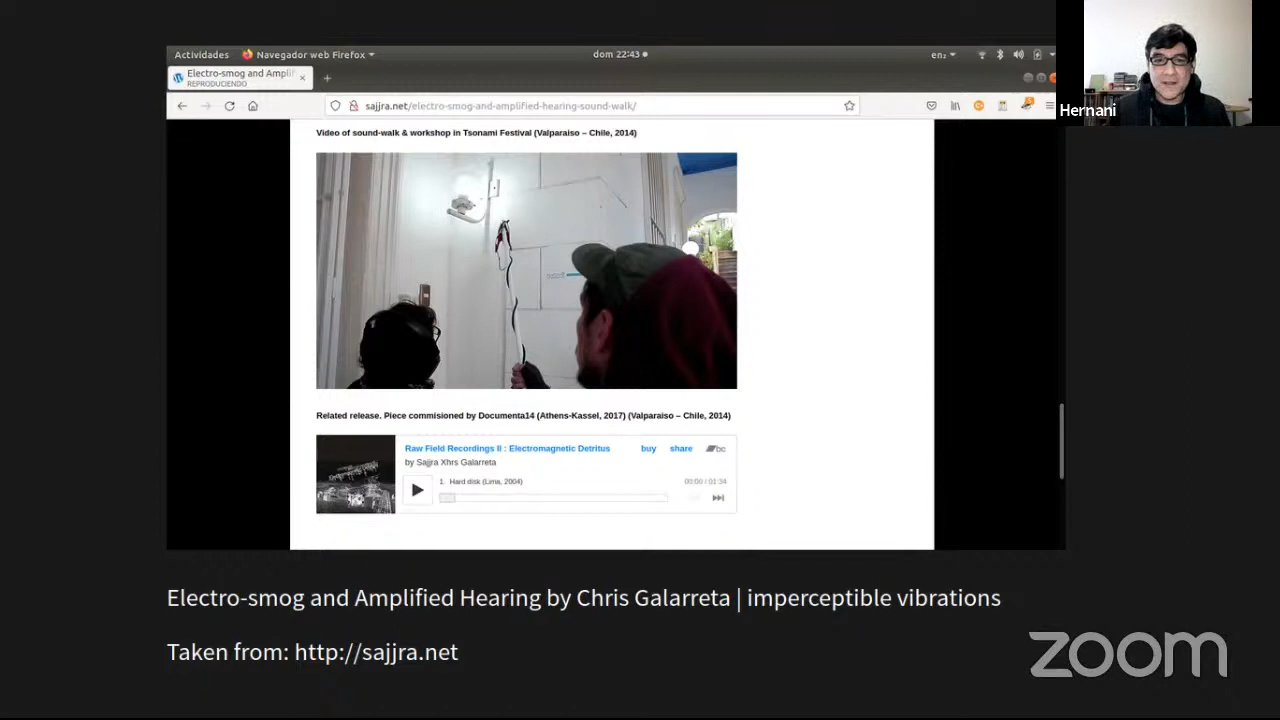 Actividades Navegador web Firefox dom 22:43 en₂
Electro-smog and Amplifi
REPRODUCIENDO
sajjra.net/electro-smog-and-amplified-hearing-sound-walk/
Hernani
Video of sound-walk & workshop in Tsonami Festival (Valparaiso – Chile, 2014)
Related release. Piece commisioned by Documenta14 (Athens-Kassel, 2017) (Valparaiso – Chile, 2014)
Raw Field Recordings II : Electromagnetic Detritus buy share bc
by Sajjra Xhrs Galarreta
1. Hard disk (Lima, 2004) 00:00 / 01:34
Electro-smog and Amplified Hearing by Chris Galarreta | imperceptible vibrations
Taken from: http://sajjra.net
zoom